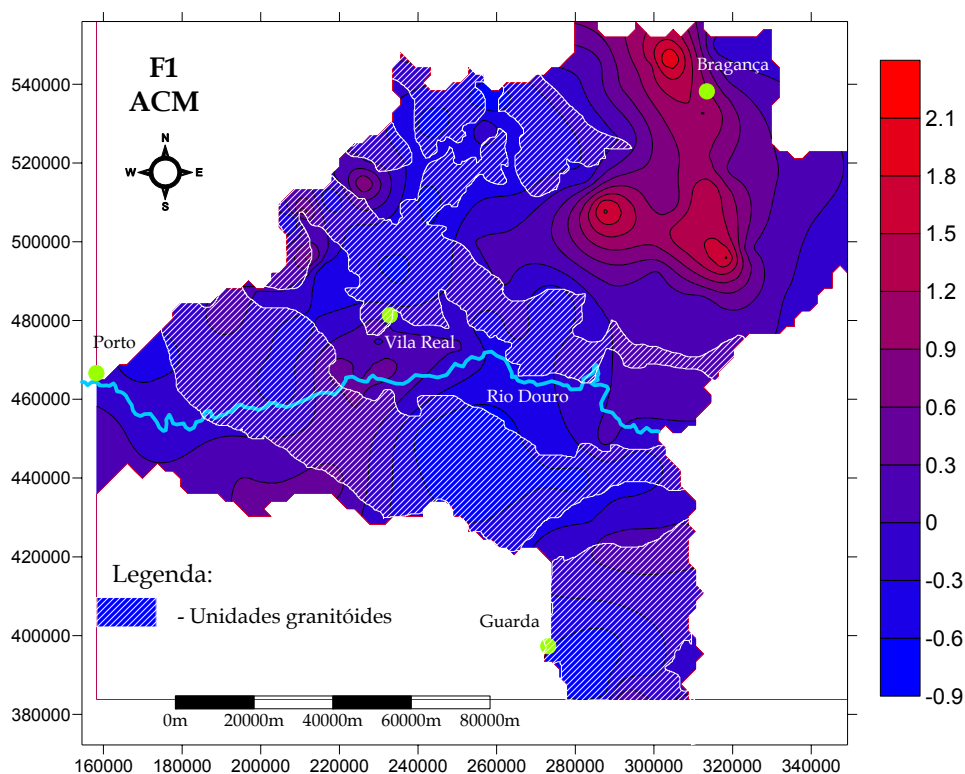 F1
ACM
N
W E
S
Bragança
Porto
Vila Real
Rio Douro
Guarda
Legenda:
- Unidades granitóides
0m 20000m 40000m 60000m 80000m
540000
520000
500000
480000
460000
440000
420000
400000
380000
160000 180000 200000 220000 240000 260000 280000 300000 320000 340000
2.1
1.8
1.5
1.2
0.9
0.6
0.3
0
-0.3
-0.6
-0.9